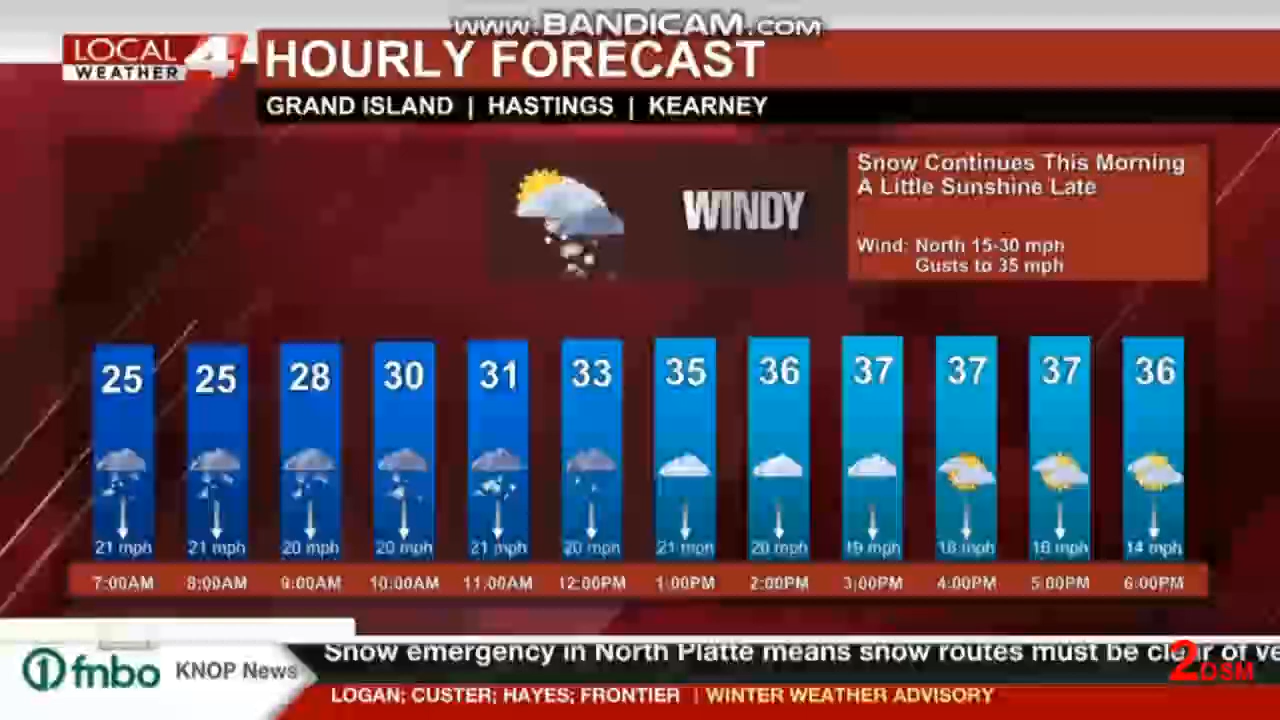 www.BANDICAM.com
LOCAL 4
WEATHER
HOURLY FORECAST
GRAND ISLAND | HASTINGS | KEARNEY
WINDY
Snow Continues This Morning
A Little Sunshine Late
Wind: North 15-30 mph
Gusts to 35 mph
25 25 28 30 31 33 35 36 37 37 37 36
21 mph 21 mph 20 mph 20 mph 21 mph 20 mph 21 mph 20 mph 19 mph 18 mph 16 mph 14 mph
7:00AM 8:00AM 9:00AM 10:00AM 11:00AM 12:00PM 1:00PM 2:00PM 3:00PM 4:00PM 5:00PM 6:00PM
Snow emergency in North Platte means snow routes must be clear of ve
1 fnbo KNOP News
2 DSM
LOGAN; CUSTER; HAYES; FRONTIER | WINTER WEATHER ADVISORY